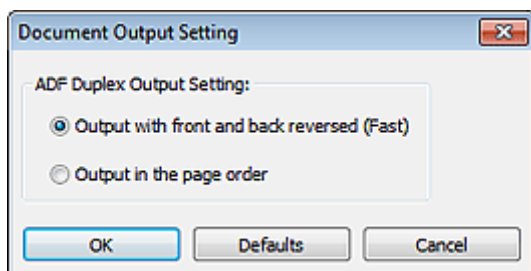 Document Output Setting
ADF Duplex Output Setting:
Output with front and back reversed (Fast)
Output in the page order
OK Defaults Cancel